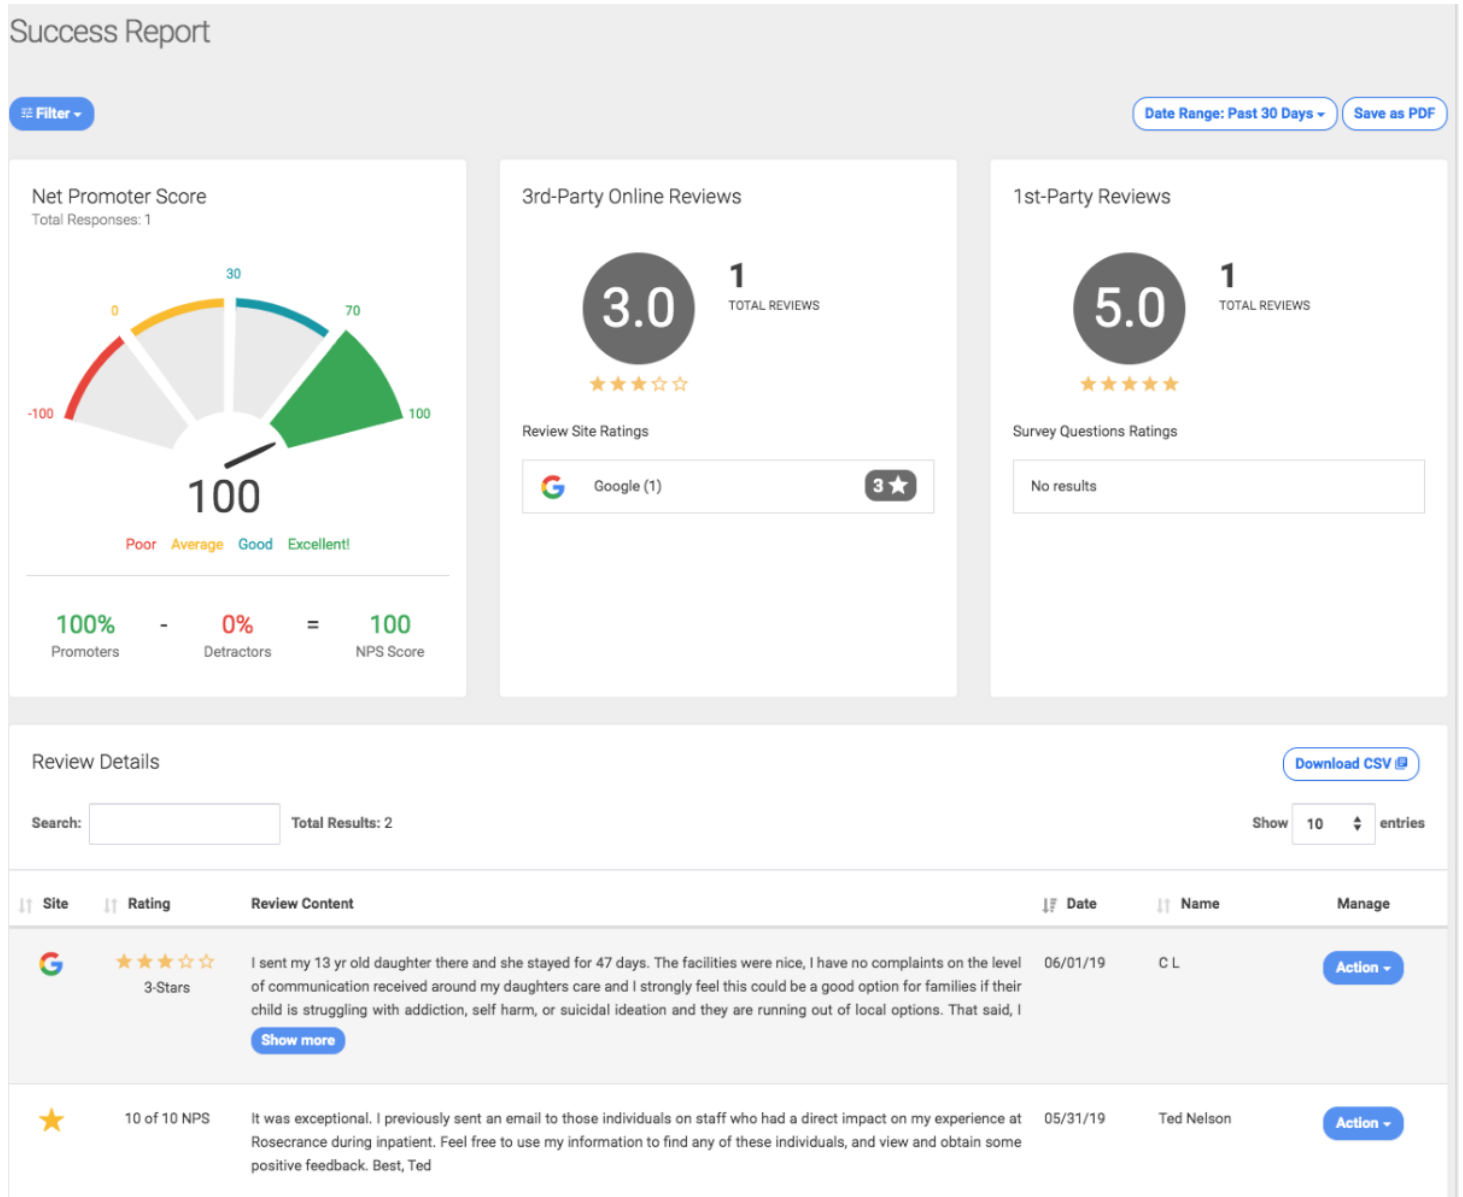 Success Report
Filter
Date Range: Past 30 Days
Save as PDF
Net Promoter Score
Total Responses: 1
-100
0
30
70
100
100
Poor Average Good Excellent!
100% - 0% = 100
Promoters Detractors NPS Score
3rd-Party Online Reviews
3.0
1
TOTAL REVIEWS
Review Site Ratings
Google (1) 3
1st-Party Reviews
5.0
1
TOTAL REVIEWS
Survey Questions Ratings
No results
Review Details
Download CSV
Search:
Total Results: 2
Show 10 entries
Site Rating Review Content Date Name Manage
3-Stars
I sent my 13 yr old daughter there and she stayed for 47 days. The facilities were nice, I have no complaints on the level
of communication received around my daughters care and I strongly feel this could be a good option for families if their
child is struggling with addiction, self harm, or suicidal ideation and they are running out of local options. That said, I
Show more
06/01/19
C L
Action
10 of 10 NPS
It was exceptional. I previously sent an email to those individuals on staff who had a direct impact on my experience at
Rosecrance during inpatient. Feel free to use my information to find any of these individuals, and view and obtain some
positive feedback. Best, Ted
05/31/19
Ted Nelson
Action